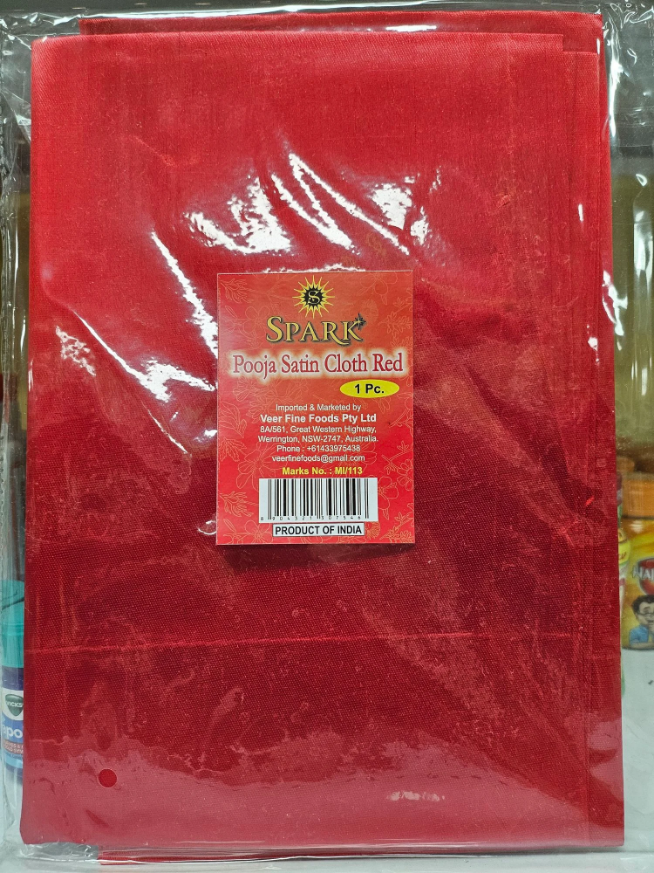 S
SPARK
Pooja Satin Cloth Red
1 Pc.
Imported & Marketed by
Veer Fine Foods Pty Ltd
8A/561, Great Western Highway,
Werrington, NSW-2747, Australia.
Phone : +61433975438
veerfinefoods@gmail.com
Marks No. : MI/113
PRODUCT OF INDIA